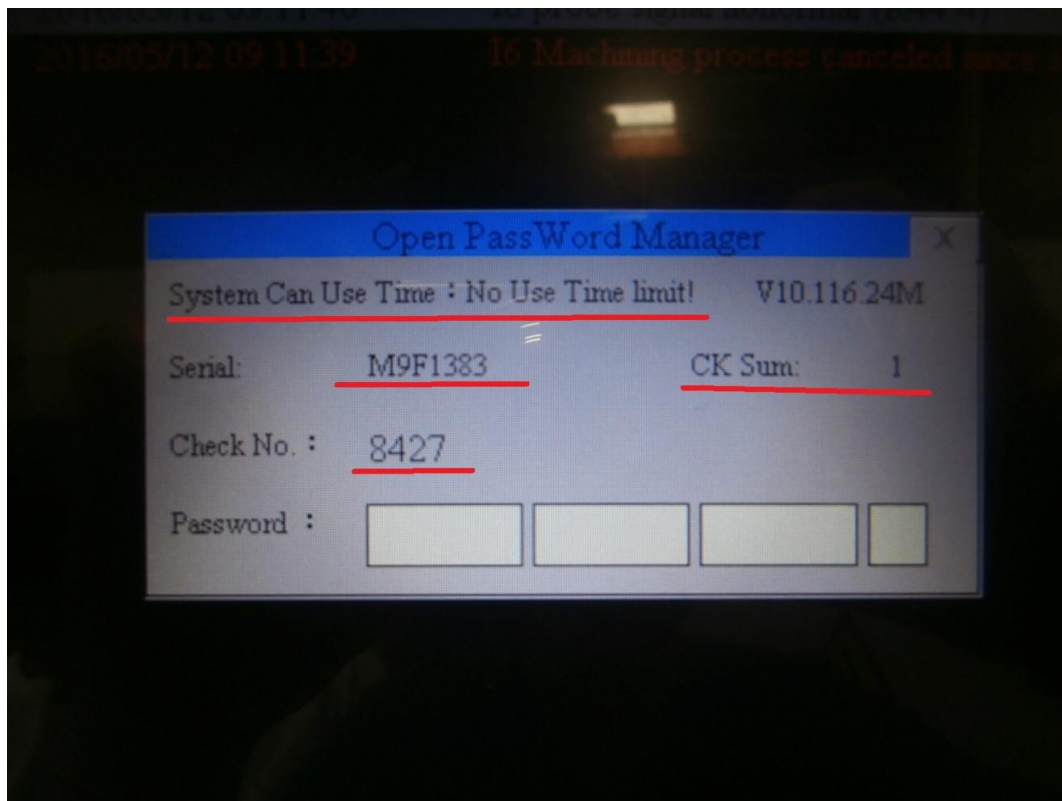 2016/05/12 09:11:39 I6 Machining process canceled since
Open PassWord Manager X
System Can Use Time : No Use Time limit! V10.116.24M
Serial: M9F1383 CK Sum: 1
Check No. : 8427
Password :